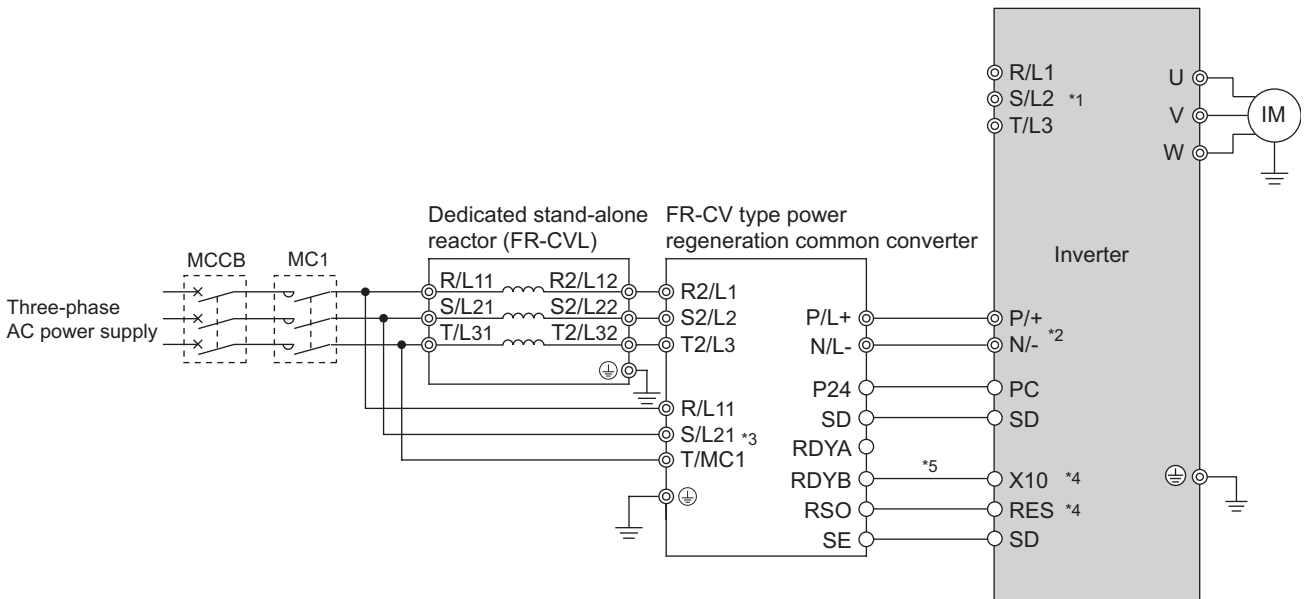 R/L1
S/L2 *1
T/L3
U
V
W
IM
Dedicated stand-alone
reactor (FR-CVL)
FR-CV type power
regeneration common converter
Inverter
MCCB
MC1
Three-phase
AC power supply
R/L11
R2/L12
S/L21
S2/L22
T/L31
T2/L32
R2/L1
S2/L2
T2/L3
R/L11
S/L21 *3
T/MC1
P/L+
N/L-
P24
SD
RDYA
RDYB
RSO
SE
*5
P/+
*2
N/-
PC
SD
X10 *4
RES *4
SD